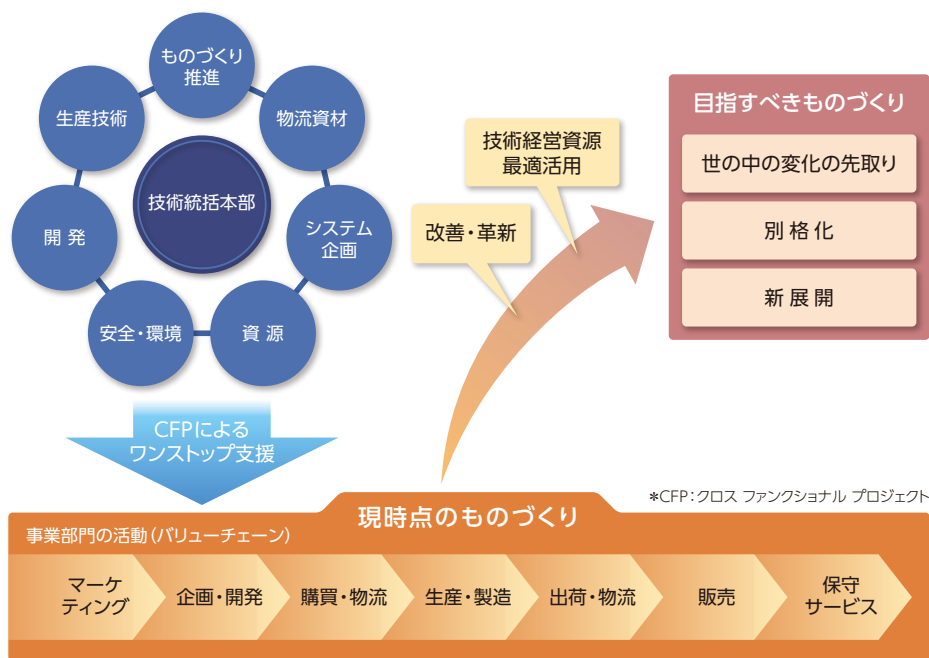 ものづくり
推進
生産技術
物流資材
技術統括本部
開 発
システム
企画
安全・環境
資 源
CFPによる
ワンストップ支援
技術経営資源
最適活用
改善・革新
目指すべきものづくり
世の中の変化の先取り
別格化
新展開
*CFP:クロス ファンクショナル プロジェクト
現時点のものづくり
事業部門の活動(バリューチェーン)
マーケ
ティング
企画・開発
購買・物流
生産・製造
出荷・物流
販売
保守
サービス